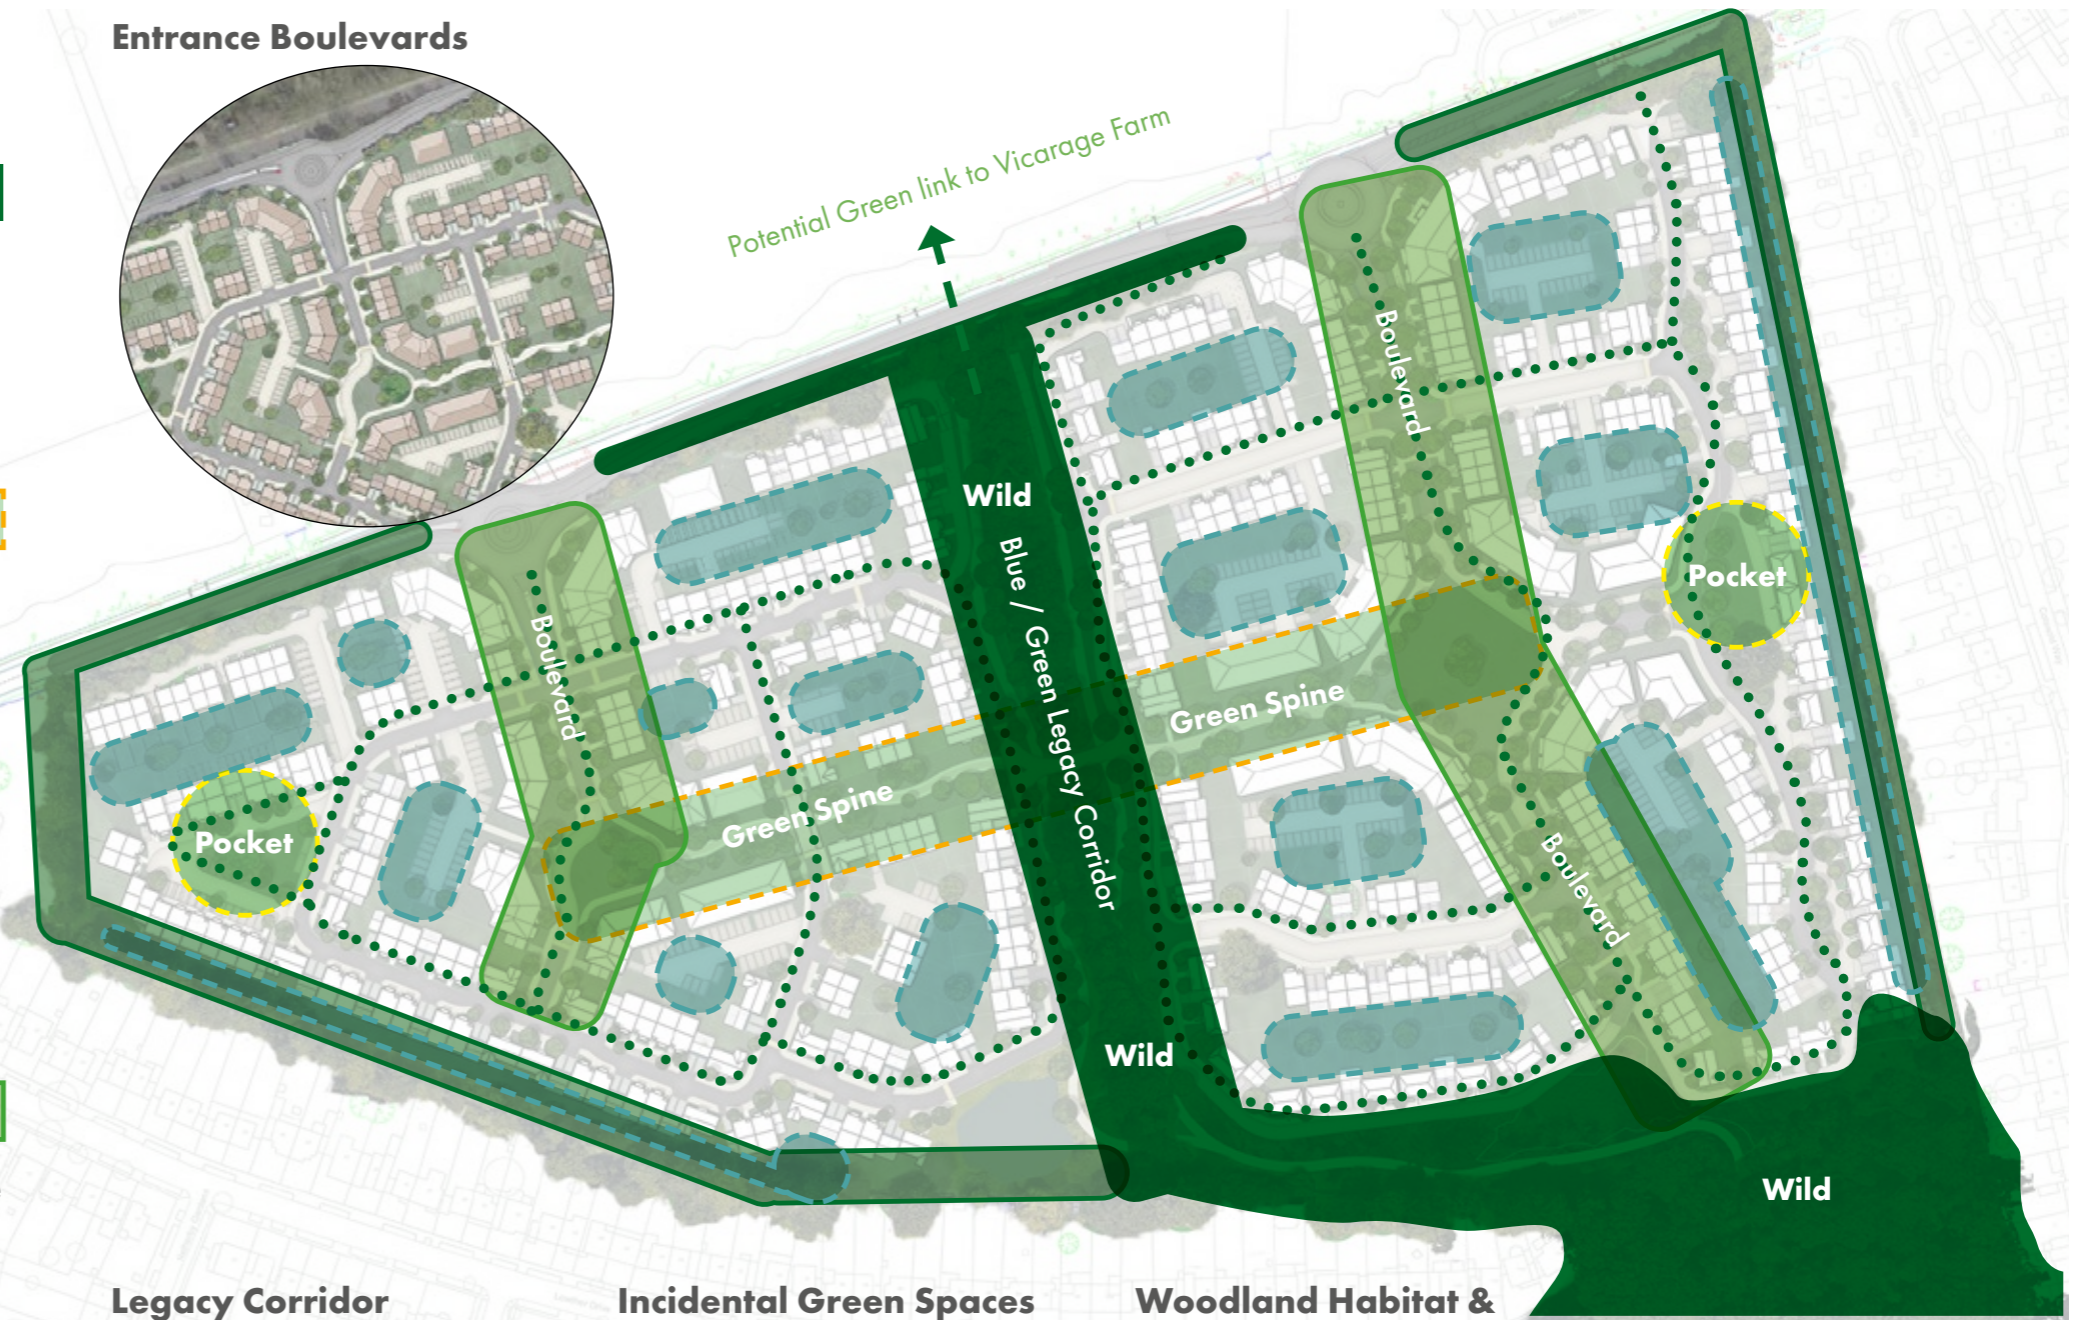 Entrance Boulevards
Potential Green link to Vicarage Farm
Boulevard
Wild
Blue / Green Legacy Corridor
Pocket
Boulevard
Green Spine
Green Spine
Pocket
Boulevard
Wild
Wild
Legacy Corridor
Incidental Green Spaces
Woodland Habitat &